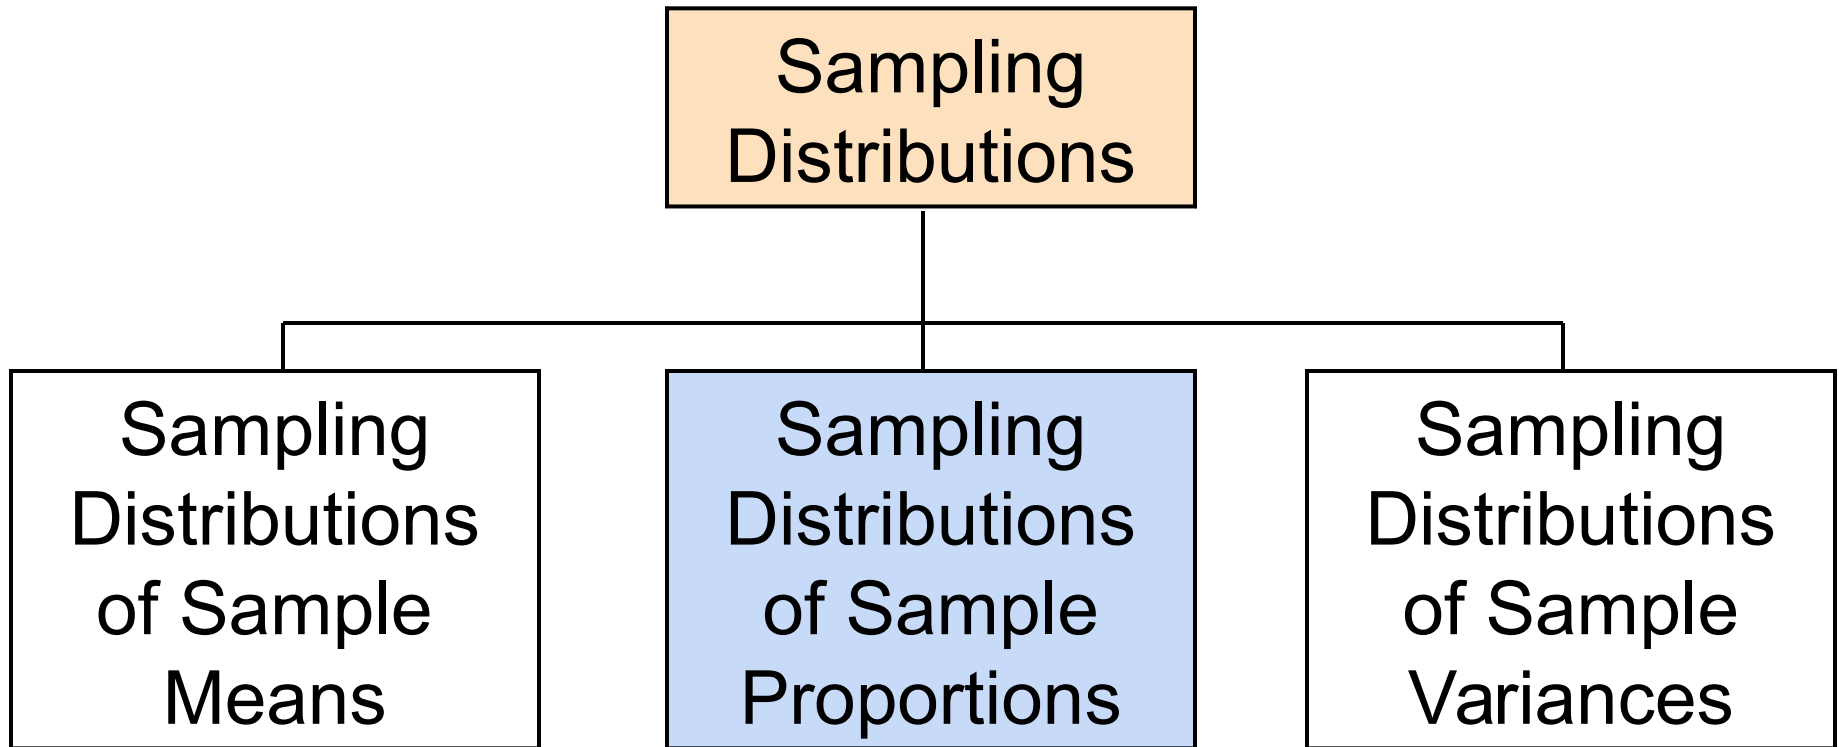 Sampling
Distributions
Sampling
Distributions
of Sample
Means
Sampling
Distributions
of Sample
Proportions
Sampling
Distributions
of Sample
Variances